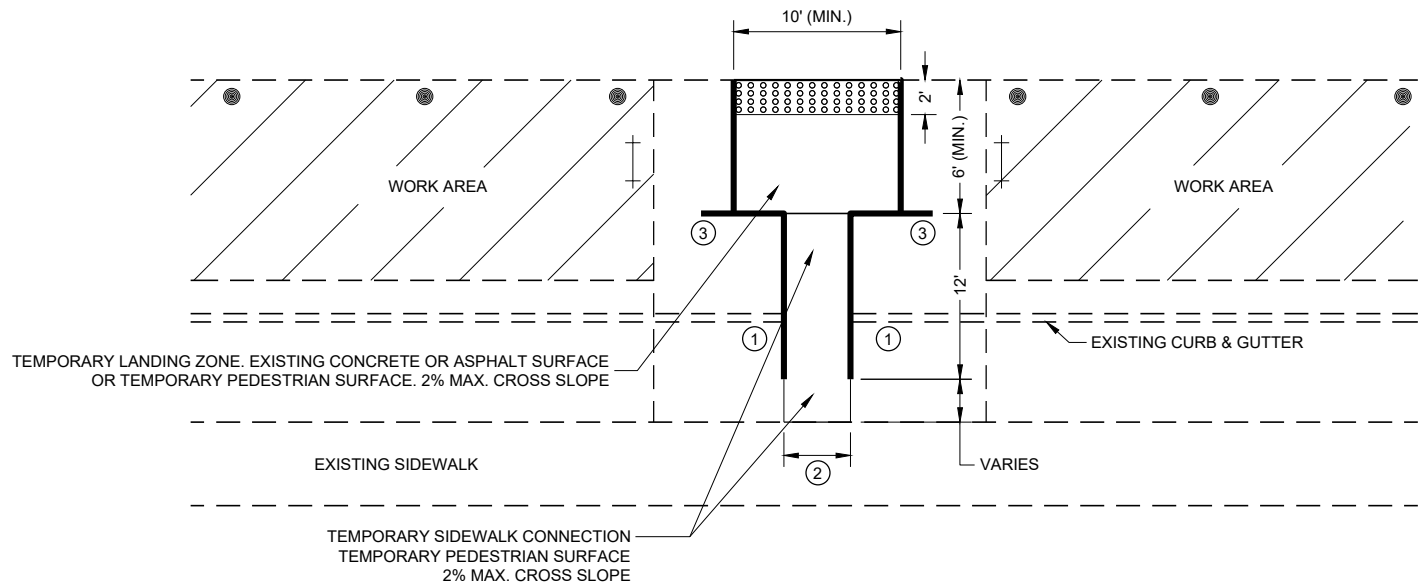 10' (MIN.)
2'
6' (MIN.)
WORK AREA
WORK AREA
3
3
12'
1
1
EXISTING CURB & GUTTER
TEMPORARY LANDING ZONE. EXISTING CONCRETE OR ASPHALT SURFACE
OR TEMPORARY PEDESTRIAN SURFACE. 2% MAX. CROSS SLOPE
EXISTING SIDEWALK
2
VARIES
TEMPORARY SIDEWALK CONNECTION
TEMPORARY PEDESTRIAN SURFACE
2% MAX. CROSS SLOPE